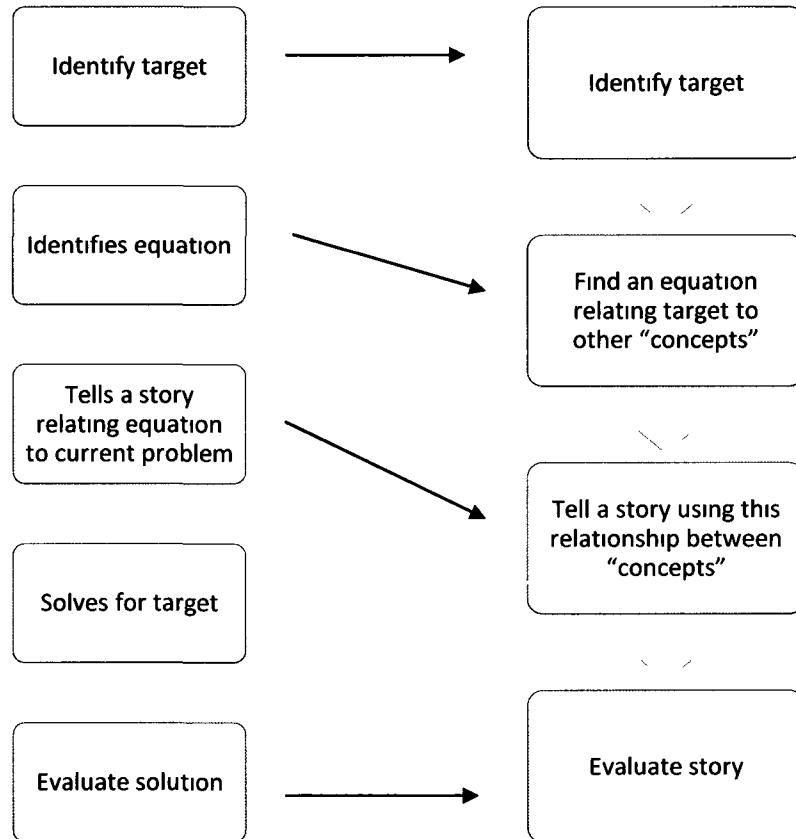 Identify target
Identify target
Identifies equation
Find an equation
relating target to
other “concepts”
Tells a story
relating equation
to current problem
Tell a story using this
relationship between
“concepts”
Solves for target
Evaluate solution
Evaluate story